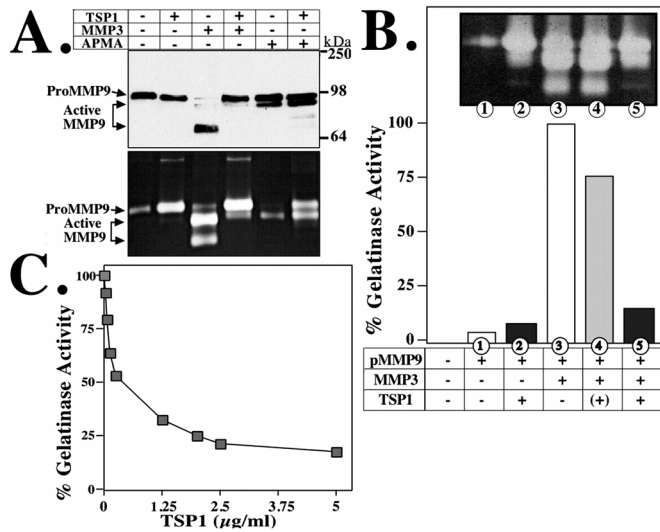 A.
TSP1 - + - + - +
MMP3 - - + + 
APMA + +
kDa
250
ProMMP9
98
Active
MMP9
64
ProMMP9
Active
MMP9
B.
1 2 3 4 5
% Gelatinase Activity
100
75
50
25
0
1 2 3 4 5
pMMP9 - + + + + +
MMP3 - - - + + +
TSP1 - - + - (+) +
C.
% Gelatinase Activity
100
75
50
25
0
0 1.25 2.5 3.75 5
TSP1 (µg/ml)